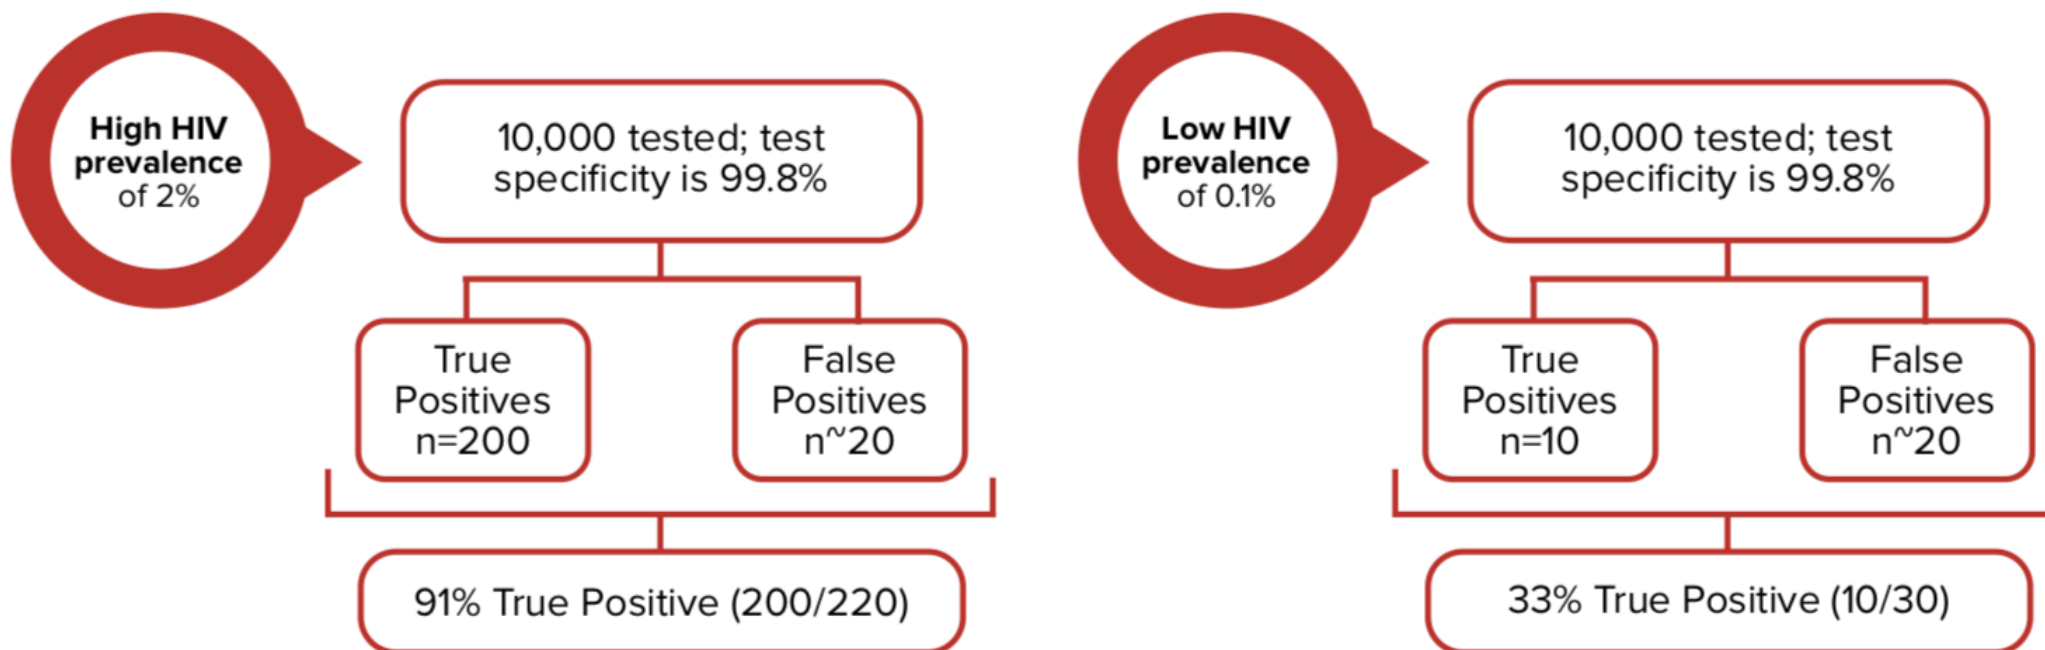 High HIV
prevalence
of 2%
10,000 tested; test
specificity is 99.8%
True
Positives
n=200
False
Positives
n~20
91% True Positive (200/220)
Low HIV
prevalence
of 0.1%
10,000 tested; test
specificity is 99.8%
True
Positives
n=10
False
Positives
n~20
33% True Positive (10/30)